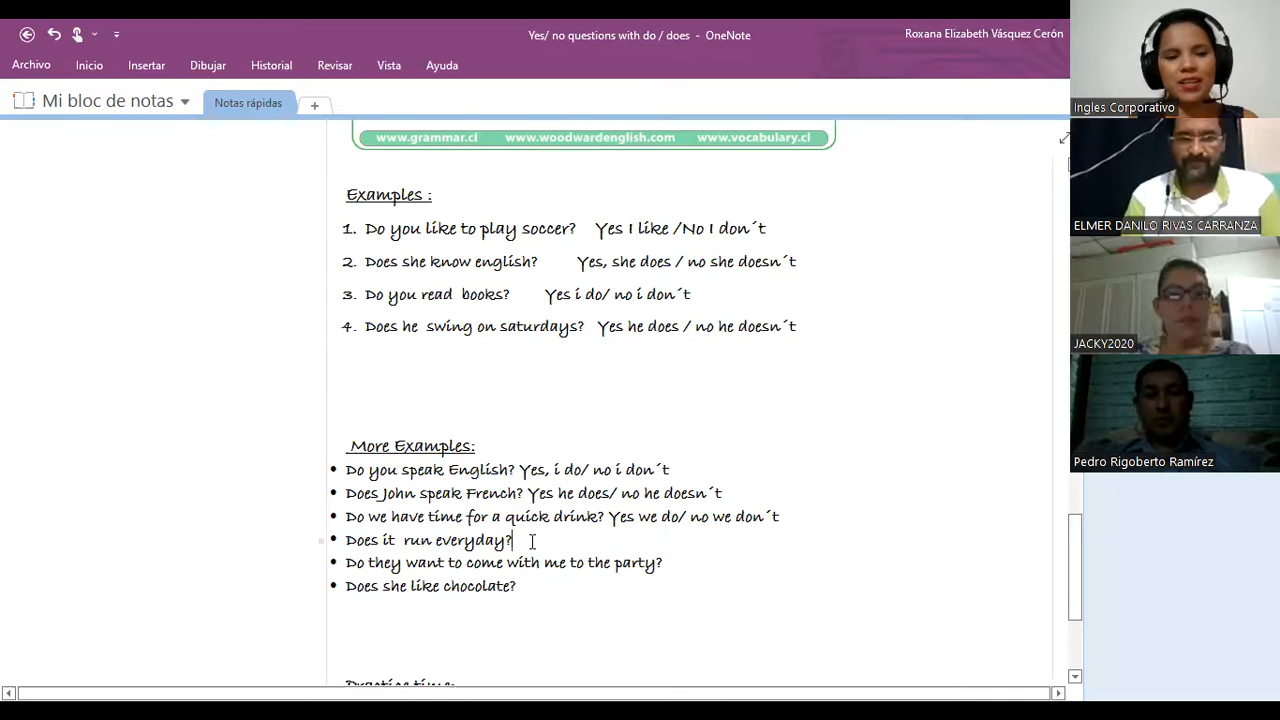 Yes/ no questions with do / does - OneNote
Roxana Elizabeth Vásquez Cerón
Archivo Inicio Insertar Dibujar Historial Revisar Vista Ayuda
Mi bloc de notas Notas rápidas
www.grammar.cl www.woodwardenglish.com www.vocabulary.cl
Examples :
1. Do you like to play soccer? Yes I like /No I don´t
2. Does she know english? Yes, she does / no she doesn´t
3. Do you read books? Yes i do/ no i don´t
4. Does he swing on saturdays? Yes he does / no he doesn´t
More Examples:
• Do you speak English? Yes, i do/ no i don´t
• Does John speak French? Yes he does/ no he doesn´t
• Do we have time for a quick drink? Yes we do/ no we don´t
• Does it run everyday?
• Do they want to come with me to the party?
• Does she like chocolate?
Practice time:
Ingles Corporativo
ELMER DANILO RIVAS CARRANZA
JACKY2020
Pedro Rigoberto Ramírez